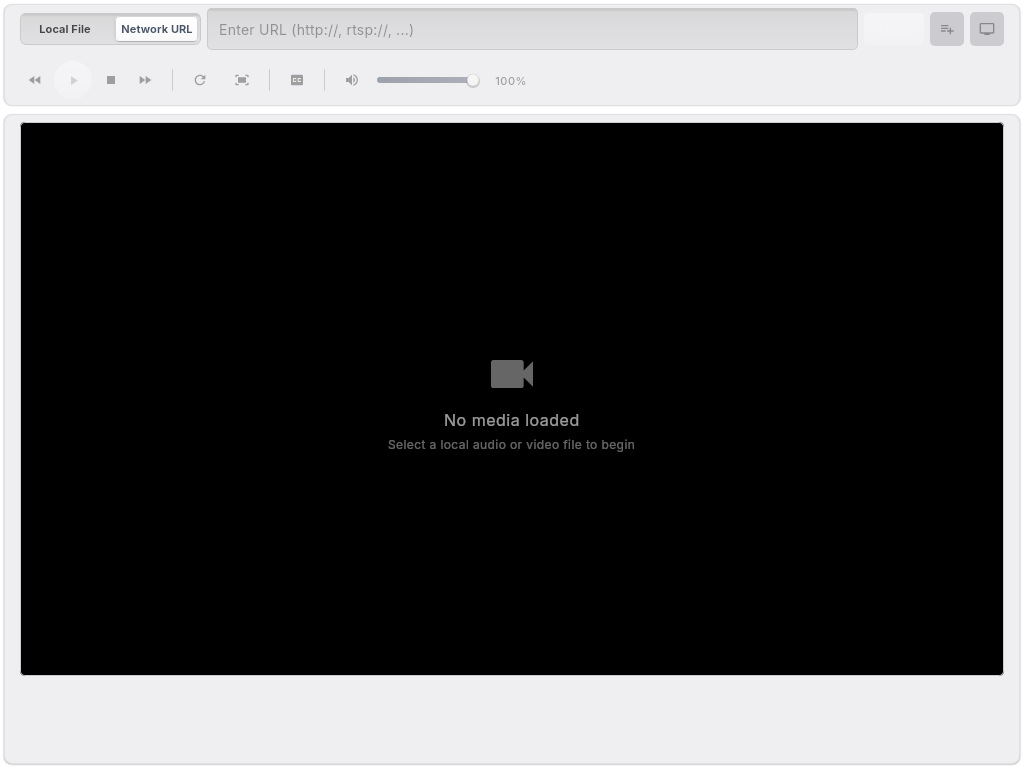 Local File
Network URL
Enter URL (http://, rtsp://, ...)
CC
100%
No media loaded
Select a local audio or video file to begin